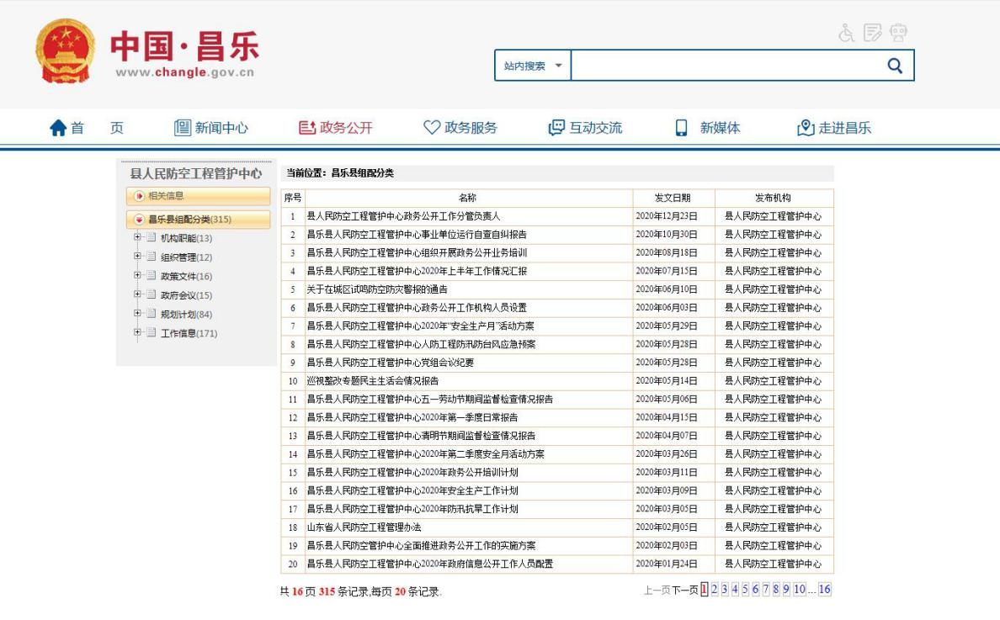 中国·昌乐
www.changle.gov.cn
站内搜索
首 页 新闻中心 政务公开 政务服务 互动交流 新媒体 走进昌乐
县人民防空工程管护中心
相关信息
昌乐县组配分类(315)
机构职能(13)
组织管理(12)
政策文件(16)
政府会议(15)
规划计划(84)
工作信息(171)
当前位置：昌乐县组配分类
序号 名称 发文日期 发布机构
1 县人民防空工程管护中心政务公开工作分管负责人 2020年12月23日 县人民防空工程管护中心
2 昌乐县人民防空工程管护中心事业单位运行自查自纠报告 2020年10月30日 县人民防空工程管护中心
3 昌乐县人民防空工程管护中心组织开展政务公开业务培训 2020年08月18日 县人民防空工程管护中心
4 昌乐县人民防空工程管护中心2020年上半年工作情况汇报 2020年07月15日 县人民防空工程管护中心
5 关于在城区试鸣防空防灾警报的通告 2020年06月10日 县人民防空工程管护中心
6 昌乐县人民防空工程管护中心政务公开工作机构人员设置 2020年06月03日 县人民防空工程管护中心
7 昌乐县人民防空工程管护中心2020年“安全生产月”活动方案 2020年05月29日 县人民防空工程管护中心
8 昌乐县人民防空工程管护中心人防工程防汛防台风应急预案 2020年05月28日 县人民防空工程管护中心
9 昌乐县人民防空工程管护中心党组会议纪要 2020年05月28日 县人民防空工程管护中心
10 巡视整改专题民主生活会情况报告 2020年05月14日 县人民防空工程管护中心
11 昌乐县人民防空工程管护中心五一劳动节期间监督检查情况报告 2020年05月06日 县人民防空工程管护中心
12 昌乐县人民防空工程管护中心2020年第一季度日常报告 2020年04月15日 县人民防空工程管护中心
13 昌乐县人民防空工程管护中心清明节期间监督检查情况报告 2020年04月07日 县人民防空工程管护中心
14 昌乐县人民防空工程管护中心2020年第二季度安全月活动方案 2020年03月26日 县人民防空工程管护中心
15 昌乐县人民防空工程管护中心2020年政务公开培训计划 2020年03月11日 县人民防空工程管护中心
16 昌乐县人民防空工程管护中心2020年安全生产工作计划 2020年03月09日 县人民防空工程管护中心
17 昌乐县人民防空工程管护中心2020年防汛抗旱工作计划 2020年03月05日 县人民防空工程管护中心
18 山东省人民防空工程管理办法 2020年02月05日 县人民防空工程管护中心
19 昌乐县人民防空管护中心全面推进政务公开工作的实施方案 2020年02月03日 县人民防空工程管护中心
20 昌乐县人民防空工程管护中心2020年政府信息公开工作人员配置 2020年01月24日 县人民防空工程管护中心
共 16 页 315 条记录,每页 20 条记录. 上一页 下一页 1 2 3 4 5 6 7 8 9 10 ... 16